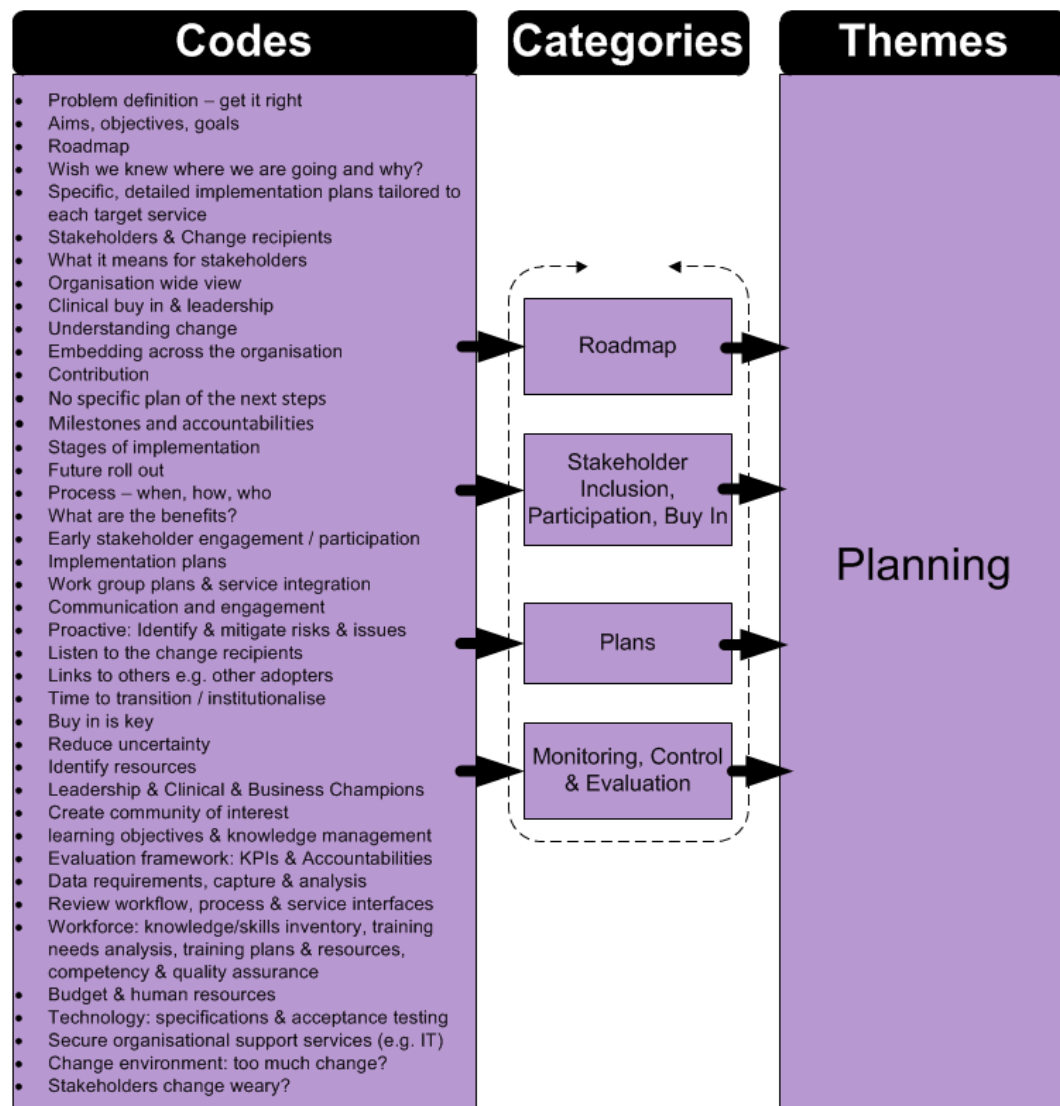 Codes
Categories
Themes
• Problem definition – get it right
• Aims, objectives, goals
• Roadmap
• Wish we knew where we are going and why?
• Specific, detailed implementation plans tailored to
each target service
• Stakeholders & Change recipients
• What it means for stakeholders
• Organisation wide view
• Clinical buy in & leadership
• Understanding change
• Embedding across the organisation
• Contribution
• No specific plan of the next steps
• Milestones and accountabilities
• Stages of implementation
• Future roll out
• Process – when, how, who
• What are the benefits?
• Early stakeholder engagement / participation
• Implementation plans
• Work group plans & service integration
• Communication and engagement
• Proactive: Identify & mitigate risks & issues
• Listen to the change recipients
• Links to others e.g. other adopters
• Time to transition / institutionalise
• Buy in is key
• Reduce uncertainty
• Identify resources
• Leadership & Clinical & Business Champions
• Create community of interest
• learning objectives & knowledge management
• Evaluation framework: KPIs & Accountabilities
• Data requirements, capture & analysis
• Review workflow, process & service interfaces
• Workforce: knowledge/skills inventory, training
needs analysis, training plans & resources,
competency & quality assurance
• Budget & human resources
• Technology: specifications & acceptance testing
• Secure organisational support services (e.g. IT)
• Change environment: too much change?
• Stakeholders change weary?
Roadmap
Stakeholder
Inclusion,
Participation, Buy In
Plans
Monitoring, Control
& Evaluation
Planning